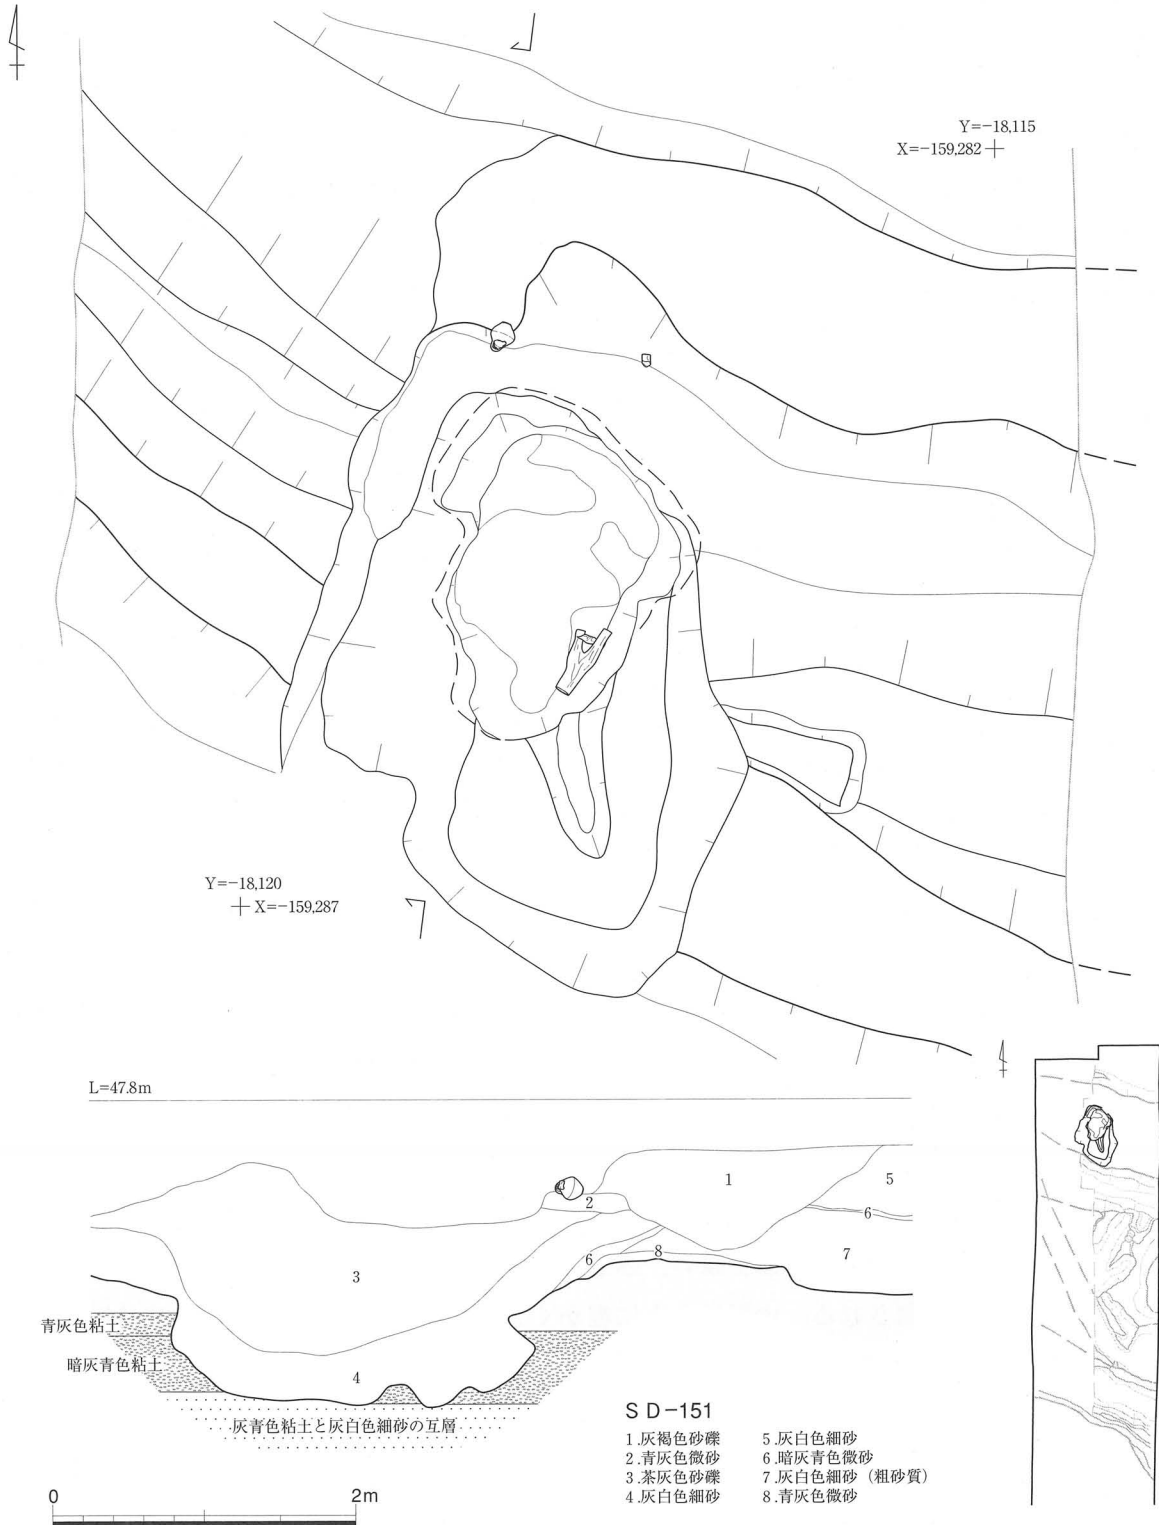 Y=-18,115
X=-159,282
Y=-18,120
X=-159,287
L=47.8m
1
5
2
6
3
6
8
7
青灰色粘土
暗灰青色粘土
4
灰青色粘土と灰白色細砂の互層
SD-151
1.灰褐色砂礫 5.灰白色細砂
2.青灰色微砂 6.暗灰青色微砂
3.茶灰色砂礫 7.灰白色細砂（粗砂質）
4.灰白色細砂 8.青灰色微砂
0 2m